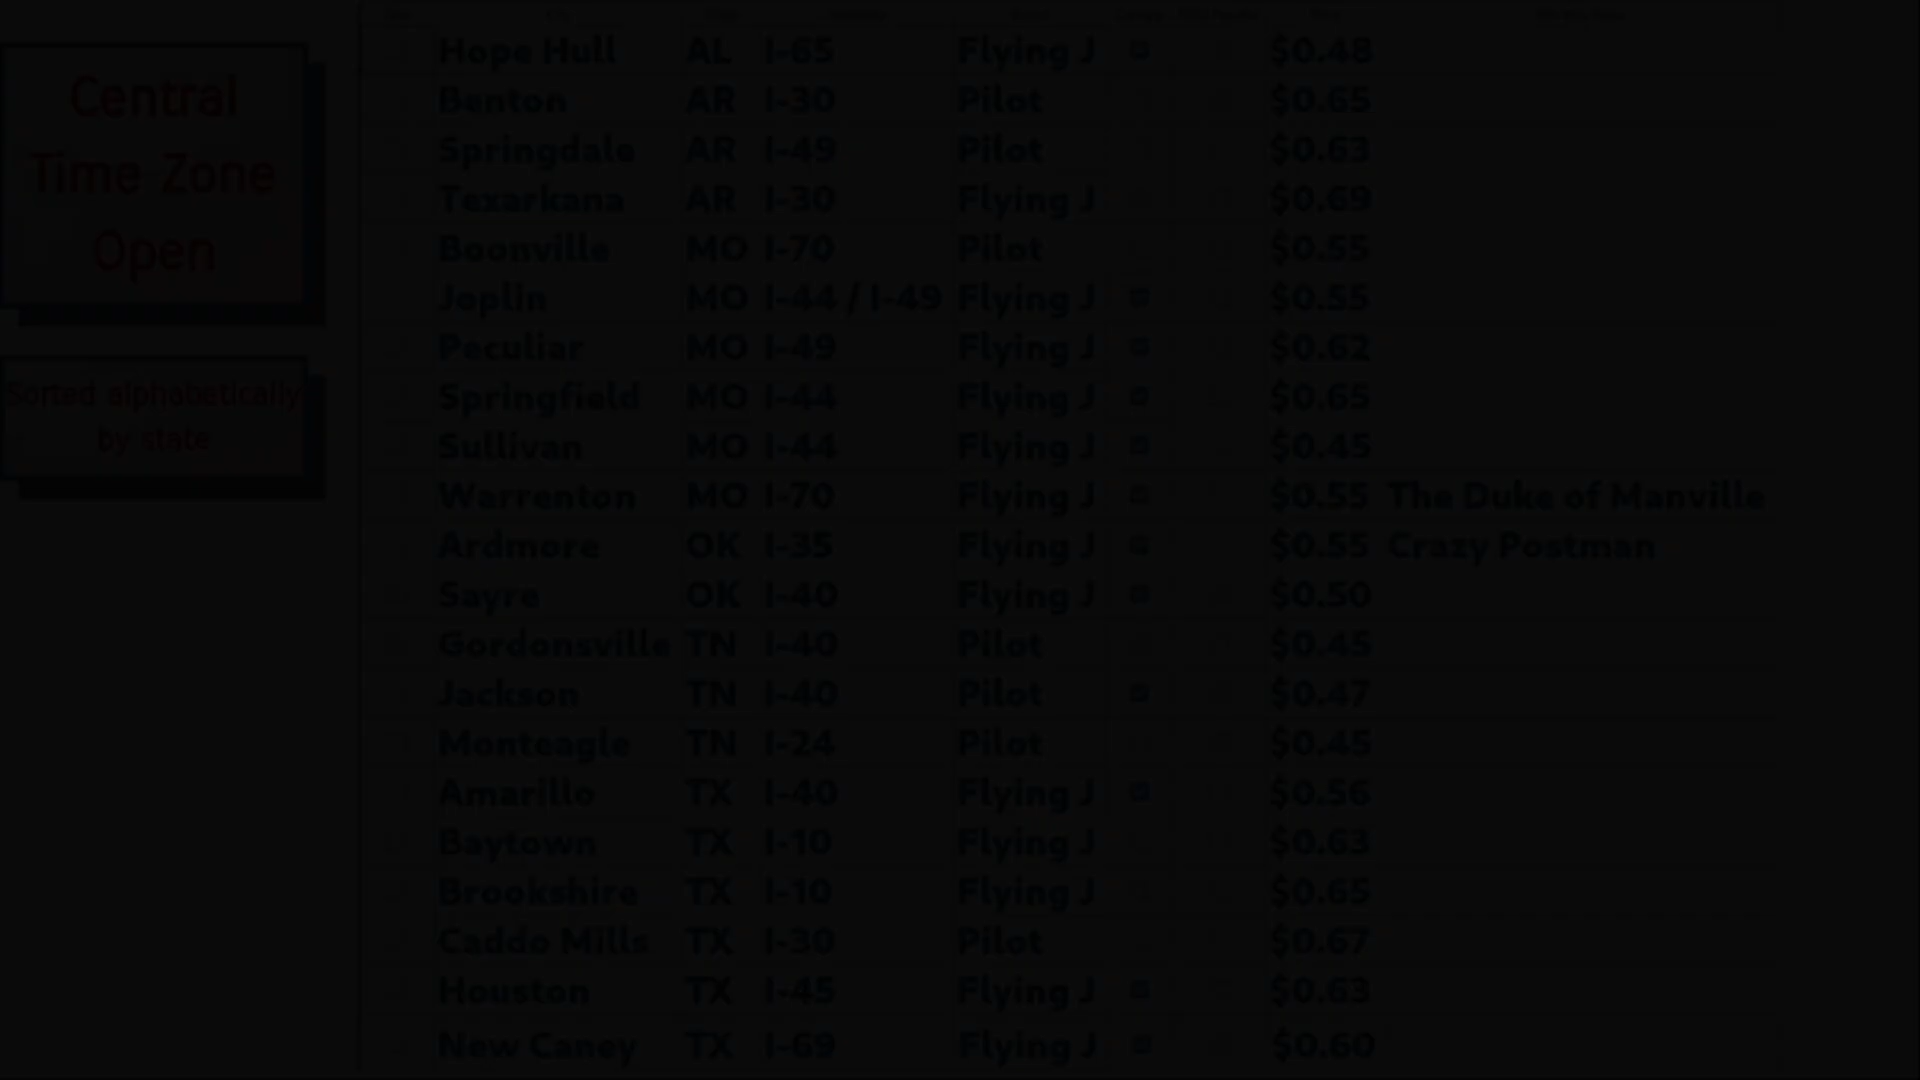 Central
Time Zone
Open
Sorted alphabetically
by state
Hope Hull AL I-65 Flying J $0.48
Benton AR I-30 Pilot $0.65
Springdale AR I-49 Pilot $0.63
Texarkana AR I-30 Flying J $0.69
Boonville MO I-70 Pilot $0.55
Joplin MO I-44 / I-49 Flying J $0.55
Peculiar MO I-49 Flying J $0.62
Springfield MO I-44 Flying J $0.65
Sullivan MO I-44 Flying J $0.45
Warrenton MO I-70 Flying J $0.55 The Duke of Manville
Ardmore OK I-35 Flying J $0.55 Crazy Postman
Sayre OK I-40 Flying J $0.50
Gordonsville TN I-40 Pilot $0.45
Jackson TN I-40 Pilot $0.47
Monteagle TN I-24 Pilot $0.45
Amarillo TX I-40 Flying J $0.56
Baytown TX I-10 Flying J $0.63
Brookshire TX I-10 Flying J $0.65
Caddo Mills TX I-30 Pilot $0.67
Houston TX I-45 Flying J $0.63
New Caney TX I-69 Flying J $0.60